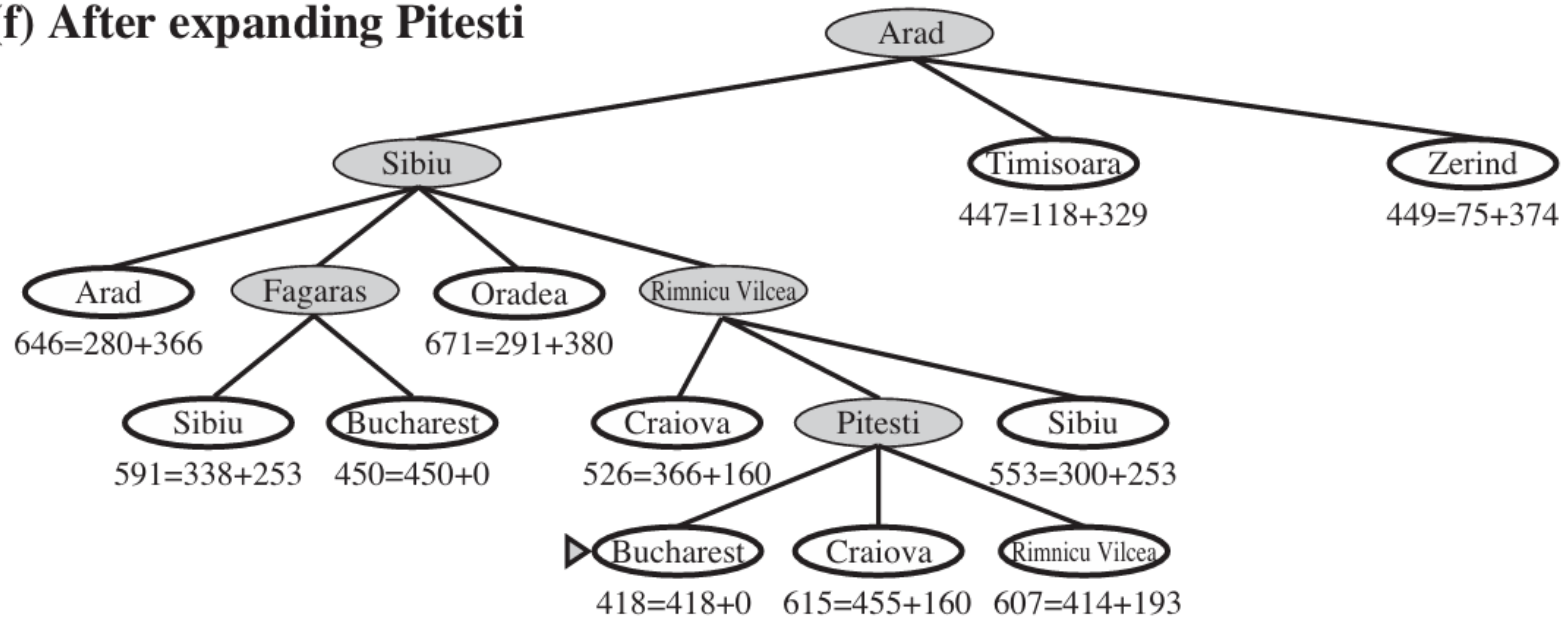 (f) After expanding Pitesti
Arad
Sibiu
Timisoara
Zerind
447=118+329
449=75+374
Arad
Fagaras
Oradea
Rimnicu Vilcea
646=280+366
671=291+380
Sibiu
Bucharest
Craiova
Pitesti
Sibiu
591=338+253
450=450+0
526=366+160
553=300+253
Bucharest
Craiova
Rimnicu Vilcea
418=418+0
615=455+160
607=414+193